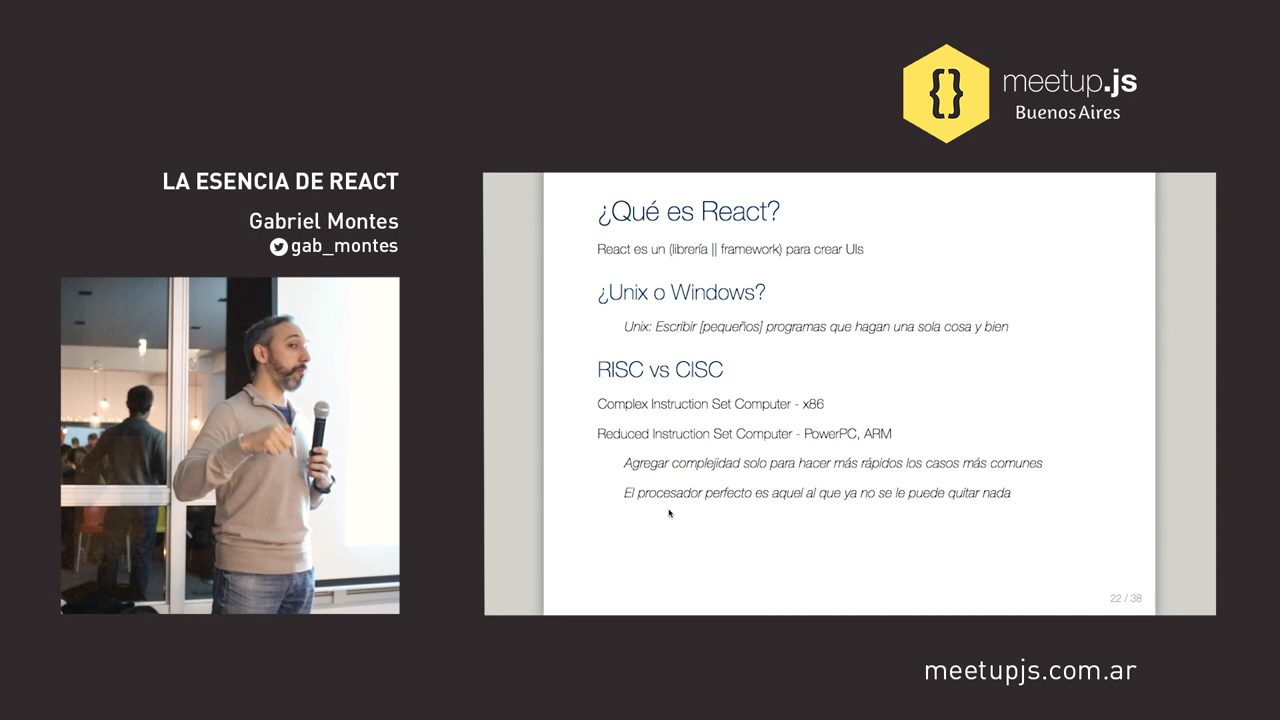 {}
meetup.js
Buenos Aires
LA ESENCIA DE REACT
Gabriel Montes
gab_montes
¿Qué es React?
React es un (librería || framework) para crear UIs
¿Unix o Windows?
Unix: Escribir [pequeños] programas que hagan una sola cosa y bien
RISC vs CISC
Complex Instruction Set Computer - x86
Reduced Instruction Set Computer - PowerPC, ARM
Agregar complejidad solo para hacer más rápidos los casos más comunes
El procesador perfecto es aquel al que ya no se le puede quitar nada
22 / 38
meetupjs.com.ar